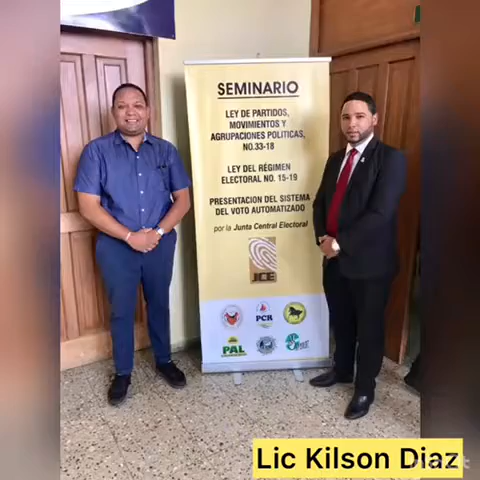 SEMINARIO
LEY DE PARTIDOS,
MOVIMIENTOS Y
AGRUPACIONES POLITICAS,
NO.33-18
LEY DEL RÉGIMEN
ELECTORAL NO. 15-19
PRESENTACION DEL SISTEMA
DEL VOTO AUTOMATIZADO
por la Junta Central Electoral
JCE
PCR
PAL
Lic Kilson Diaz